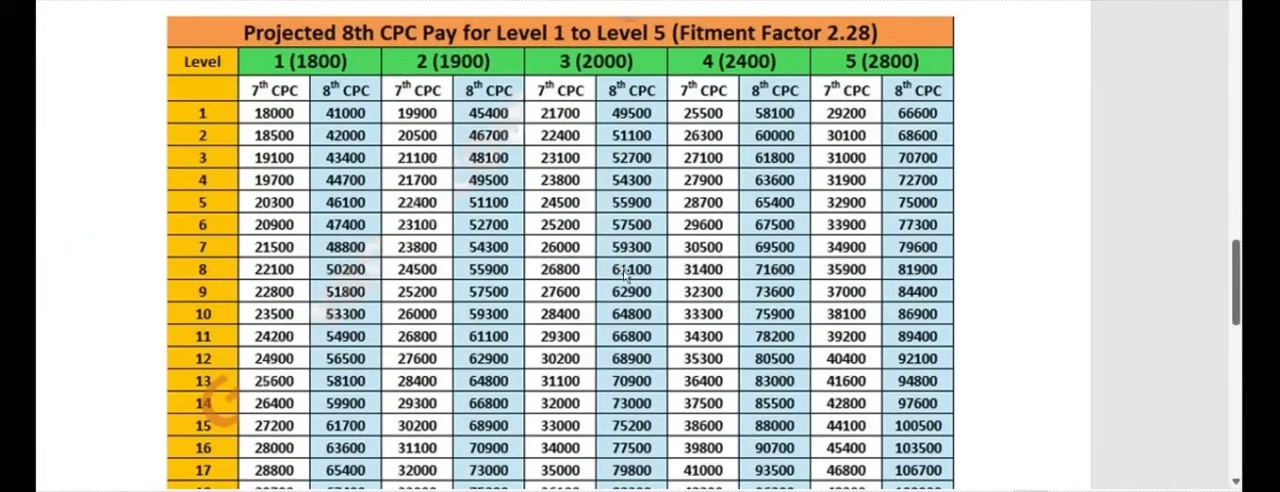 Projected 8th CPC Pay for Level 1 to Level 5 (Fitment Factor 2.28)
Level 1 (1800) 2 (1900) 3 (2000) 4 (2400) 5 (2800)
7th CPC 8th CPC 7th CPC 8th CPC 7th CPC 8th CPC 7th CPC 8th CPC 7th CPC 8th CPC
1 18000 41000 19900 45400 21700 49500 25500 58100 29200 66600
2 18500 42000 20500 46700 22400 51100 26300 60000 30100 68600
3 19100 43400 21100 48100 23100 52700 27100 61800 31000 70700
4 19700 44700 21700 49500 23800 54300 27900 63600 31900 72700
5 20300 46100 22400 51100 24500 55900 28700 65400 32900 75000
6 20900 47400 23100 52700 25200 57500 29600 67500 33900 77300
7 21500 48800 23800 54300 26000 59300 30500 69500 34900 79600
8 22100 50200 24500 55900 26800 61100 31400 71600 35900 81900
9 22800 51800 25200 57500 27600 62900 32300 73600 37000 84400
10 23500 53300 26000 59300 28400 64800 33300 75900 38100 86900
11 24200 54900 26800 61100 29300 66800 34300 78200 39200 89400
12 24900 56500 27600 62900 30200 68900 35300 80500 40400 92100
13 25600 58100 28400 64800 31100 70900 36400 83000 41600 94800
14 26400 59900 29300 66800 32000 73000 37500 85500 42800 97600
15 27200 61700 30200 68900 33000 75200 38600 88000 44100 100500
16 28000 63600 31100 70900 34000 77500 39800 90700 45400 103500
17 28800 65400 32000 73000 35000 79800 41000 93500 46800 106700